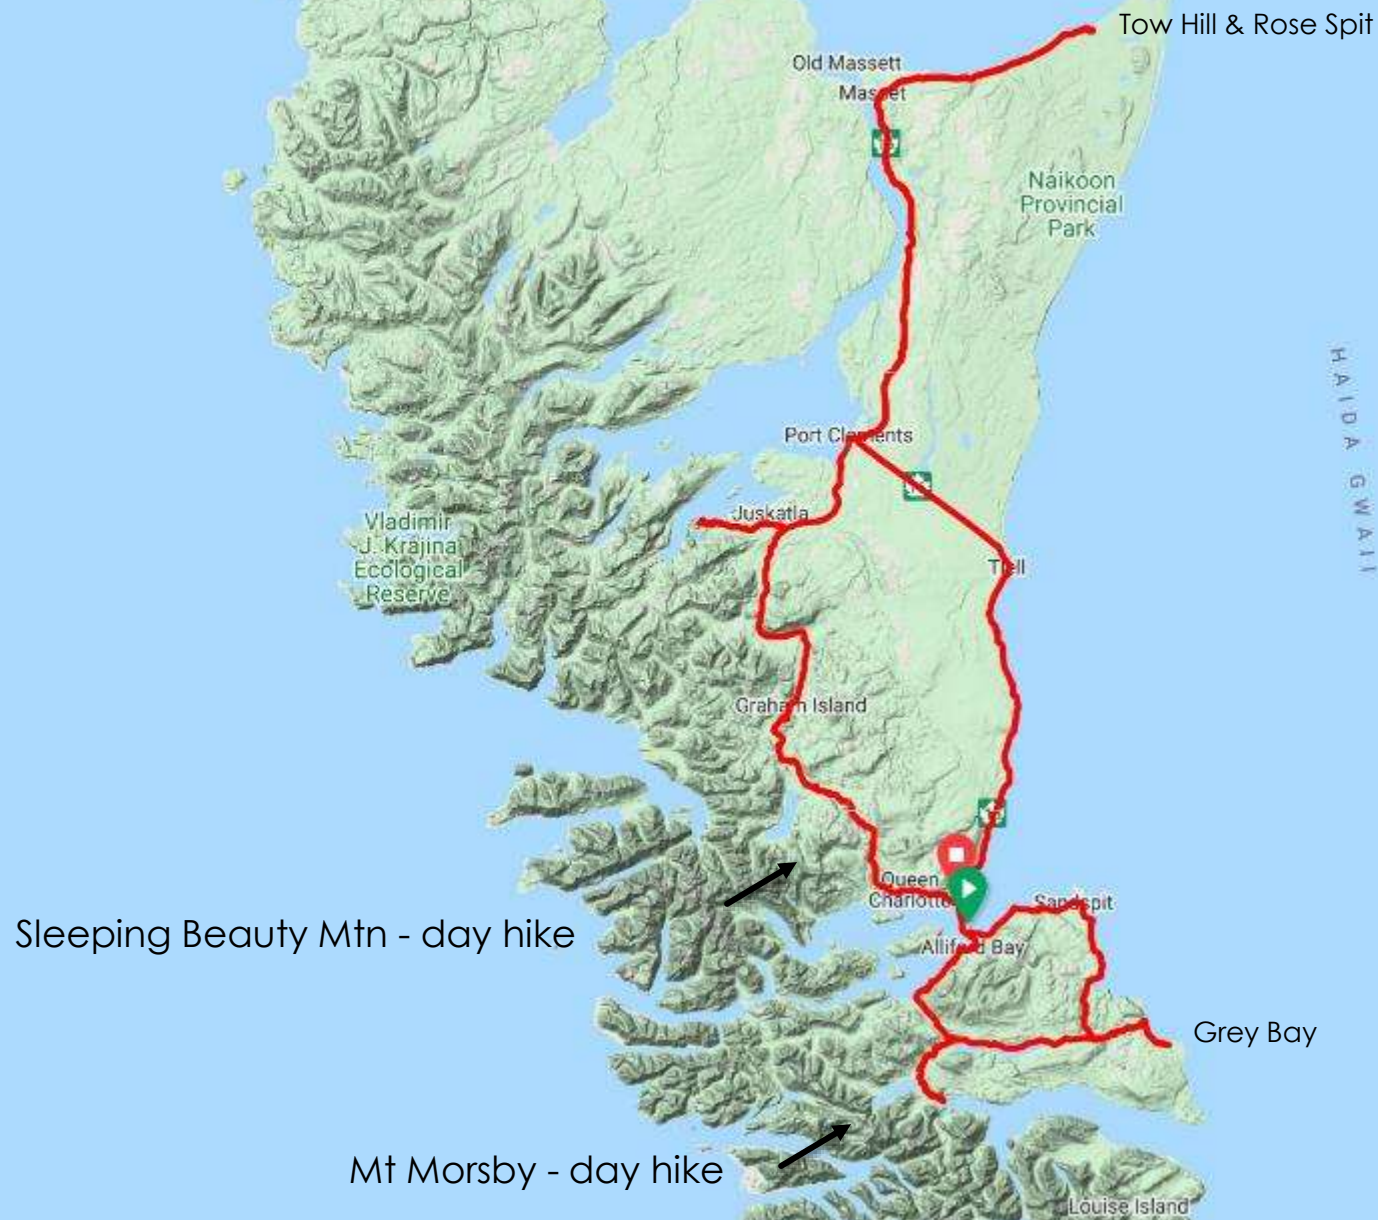 Tow Hill & Rose Spit
Old Massett
Masset
Naikoon
Provincial
Park
HAIDA GWAII
Port Clements
Juskatla
Vladimir
J. Krajina
Ecological
Reserve
Tlell
Graham Island
Queen
Charlotte
Sandspit
Sleeping Beauty Mtn - day hike
Alliford Bay
Grey Bay
Mt Morsby - day hike
Louise Island